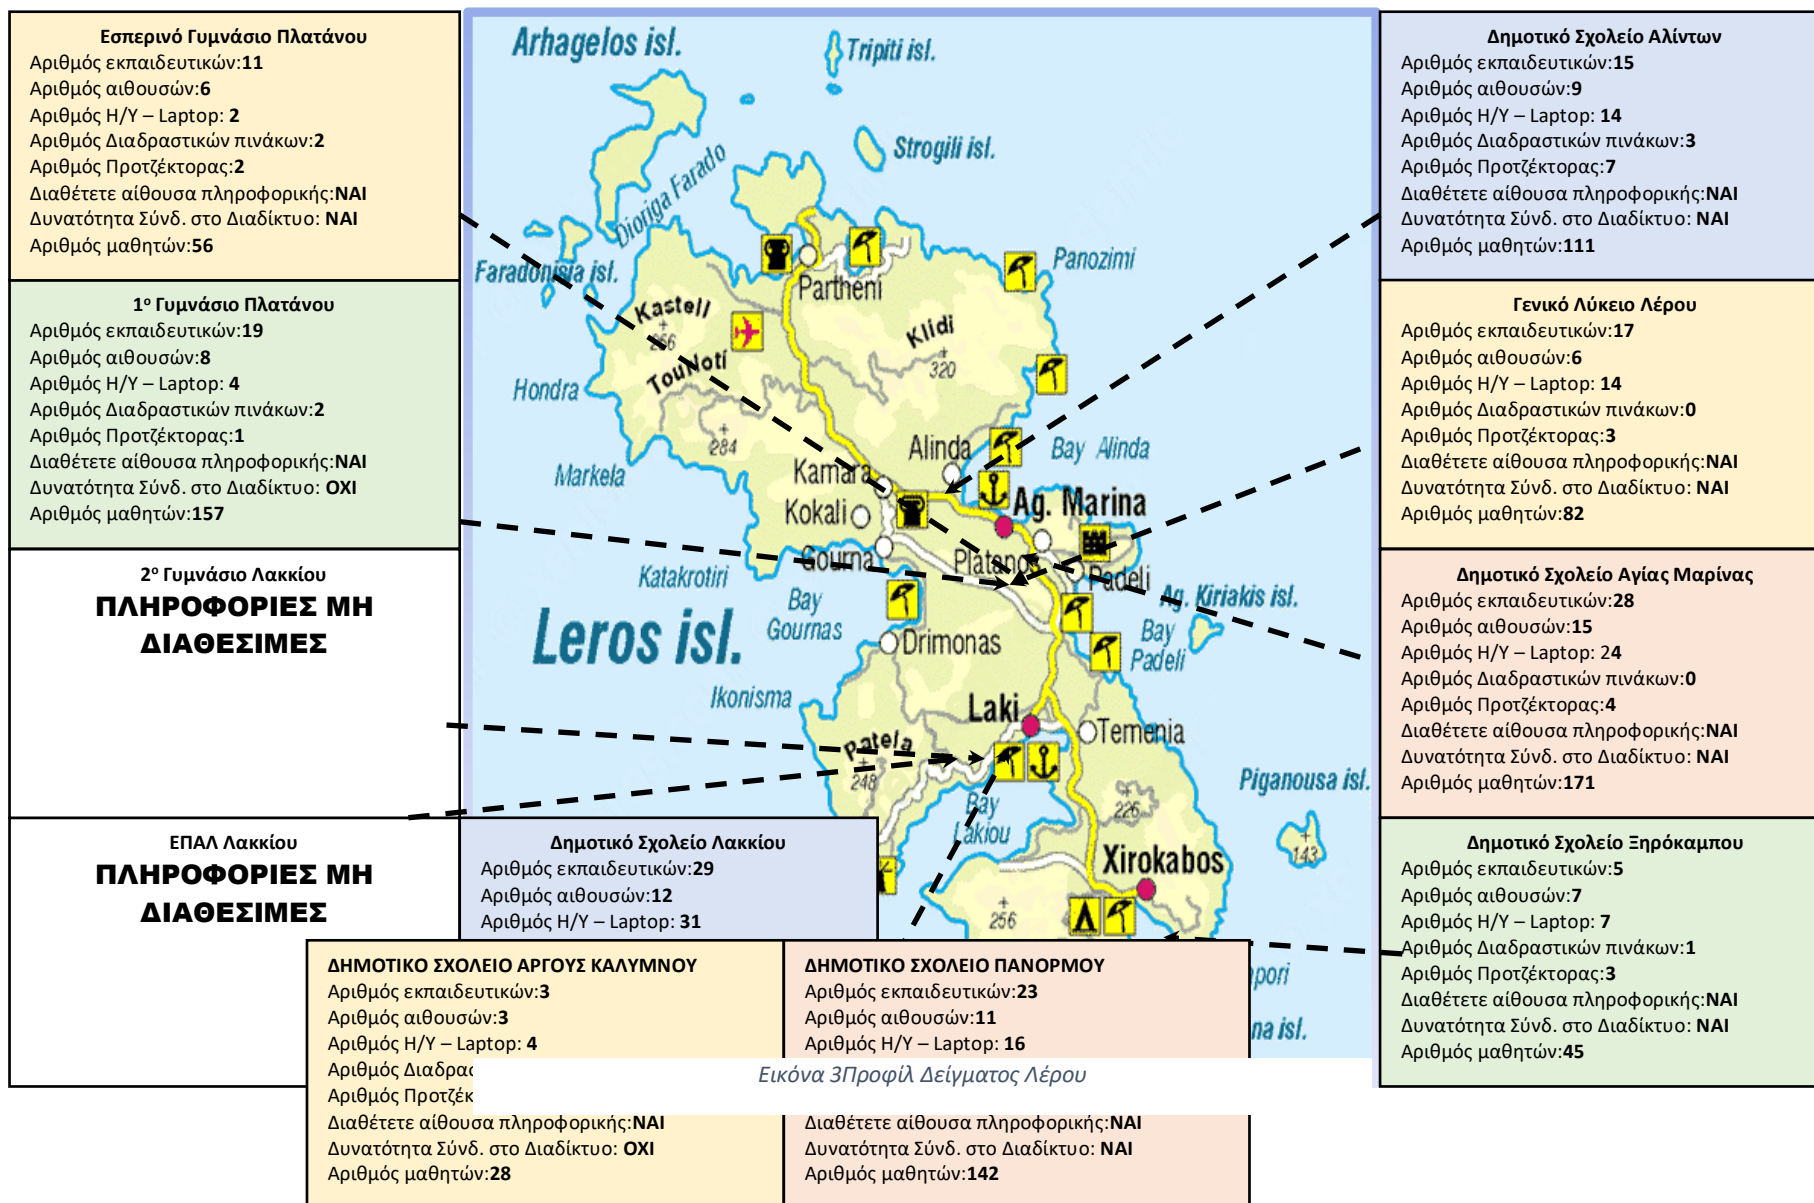 Εσπερινό Γυμνάσιο Πλατάνου
Αριθμός εκπαιδευτικών:11
Αριθμός αιθουσών:6
Αριθμός Η/Υ – Laptop: 2
Αριθμός Διαδραστικών πινάκων:2
Αριθμός Προτζέκτορας:2
Διαθέτετε αίθουσα πληροφορικής:ΝΑΙ
Δυνατότητα Σύνδ. στο Διαδίκτυο: ΝΑΙ
Αριθμός μαθητών:56
1ο Γυμνάσιο Πλατάνου
Αριθμός εκπαιδευτικών:19
Αριθμός αιθουσών:8
Αριθμός Η/Υ – Laptop: 4
Αριθμός Διαδραστικών πινάκων:2
Αριθμός Προτζέκτορας:1
Διαθέτετε αίθουσα πληροφορικής:ΝΑΙ
Δυνατότητα Σύνδ. στο Διαδίκτυο: ΟΧΙ
Αριθμός μαθητών:157
2ο Γυμνάσιο Λακκίου
ΠΛΗΡΟΦΟΡΙΕΣ ΜΗ
ΔΙΑΘΕΣΙΜΕΣ
ΕΠΑΛ Λακκίου
ΠΛΗΡΟΦΟΡΙΕΣ ΜΗ
ΔΙΑΘΕΣΙΜΕΣ
Arhagelos isl.
Tripiti isl.
Strogili isl.
Dioriga Farado
Faradonisia isl.
Panozimi
Partheni
Kastell
266
Klidi
320
TouNoti
Hondra
284
Markela
Alinda
Bay Alinda
Kamara
Ag. Marina
Kokali
Gourna
Platanos
Padeli
Katakrotiri
Bay
Gournas
Ag. Kiriakis isl.
Bay
Padeli
Leros isl.
Drimonas
Ikonisma
Laki
Temenia
Patela
248
Piganousa isl.
Bay
Lakiou
226
143
Xirokabos
256
pori
na isl.
Δημοτικό Σχολείο Λακκίου
Αριθμός εκπαιδευτικών:29
Αριθμός αιθουσών:12
Αριθμός Η/Υ – Laptop: 31
ΔΗΜΟΤΙΚΟ ΣΧΟΛΕΙΟ ΑΡΓΟΥΣ ΚΑΛΥΜΝΟΥ
Αριθμός εκπαιδευτικών:3
Αριθμός αιθουσών:3
Αριθμός Η/Υ – Laptop: 4
Αριθμός Διαδρασ
Αριθμός Προτζέκ
Διαθέτετε αίθουσα πληροφορικής:ΝΑΙ
Δυνατότητα Σύνδ. στο Διαδίκτυο: ΟΧΙ
Αριθμός μαθητών:28
ΔΗΜΟΤΙΚΟ ΣΧΟΛΕΙΟ ΠΑΝΟΡΜΟΥ
Αριθμός εκπαιδευτικών:23
Αριθμός αιθουσών:11
Αριθμός Η/Υ – Laptop: 16
Διαθέτετε αίθουσα πληροφορικής:ΝΑΙ
Δυνατότητα Σύνδ. στο Διαδίκτυο: ΝΑΙ
Αριθμός μαθητών:142
Εικόνα 3Προφίλ Δείγματος Λέρου
Δημοτικό Σχολείο Αλίντων
Αριθμός εκπαιδευτικών:15
Αριθμός αιθουσών:9
Αριθμός Η/Υ – Laptop: 14
Αριθμός Διαδραστικών πινάκων:3
Αριθμός Προτζέκτορας:7
Διαθέτετε αίθουσα πληροφορικής:ΝΑΙ
Δυνατότητα Σύνδ. στο Διαδίκτυο: ΝΑΙ
Αριθμός μαθητών:111
Γενικό Λύκειο Λέρου
Αριθμός εκπαιδευτικών:17
Αριθμός αιθουσών:6
Αριθμός Η/Υ – Laptop: 14
Αριθμός Διαδραστικών πινάκων:0
Αριθμός Προτζέκτορας:3
Διαθέτετε αίθουσα πληροφορικής:ΝΑΙ
Δυνατότητα Σύνδ. στο Διαδίκτυο: ΝΑΙ
Αριθμός μαθητών:82
Δημοτικό Σχολείο Αγίας Μαρίνας
Αριθμός εκπαιδευτικών:28
Αριθμός αιθουσών:15
Αριθμός Η/Υ – Laptop: 24
Αριθμός Διαδραστικών πινάκων:0
Αριθμός Προτζέκτορας:4
Διαθέτετε αίθουσα πληροφορικής:ΝΑΙ
Δυνατότητα Σύνδ. στο Διαδίκτυο: ΝΑΙ
Αριθμός μαθητών:171
Δημοτικό Σχολείο Ξηρόκαμπου
Αριθμός εκπαιδευτικών:5
Αριθμός αιθουσών:7
Αριθμός Η/Υ – Laptop: 7
Αριθμός Διαδραστικών πινάκων:1
Αριθμός Προτζέκτορας:3
Διαθέτετε αίθουσα πληροφορικής:ΝΑΙ
Δυνατότητα Σύνδ. στο Διαδίκτυο: ΝΑΙ
Αριθμός μαθητών:45